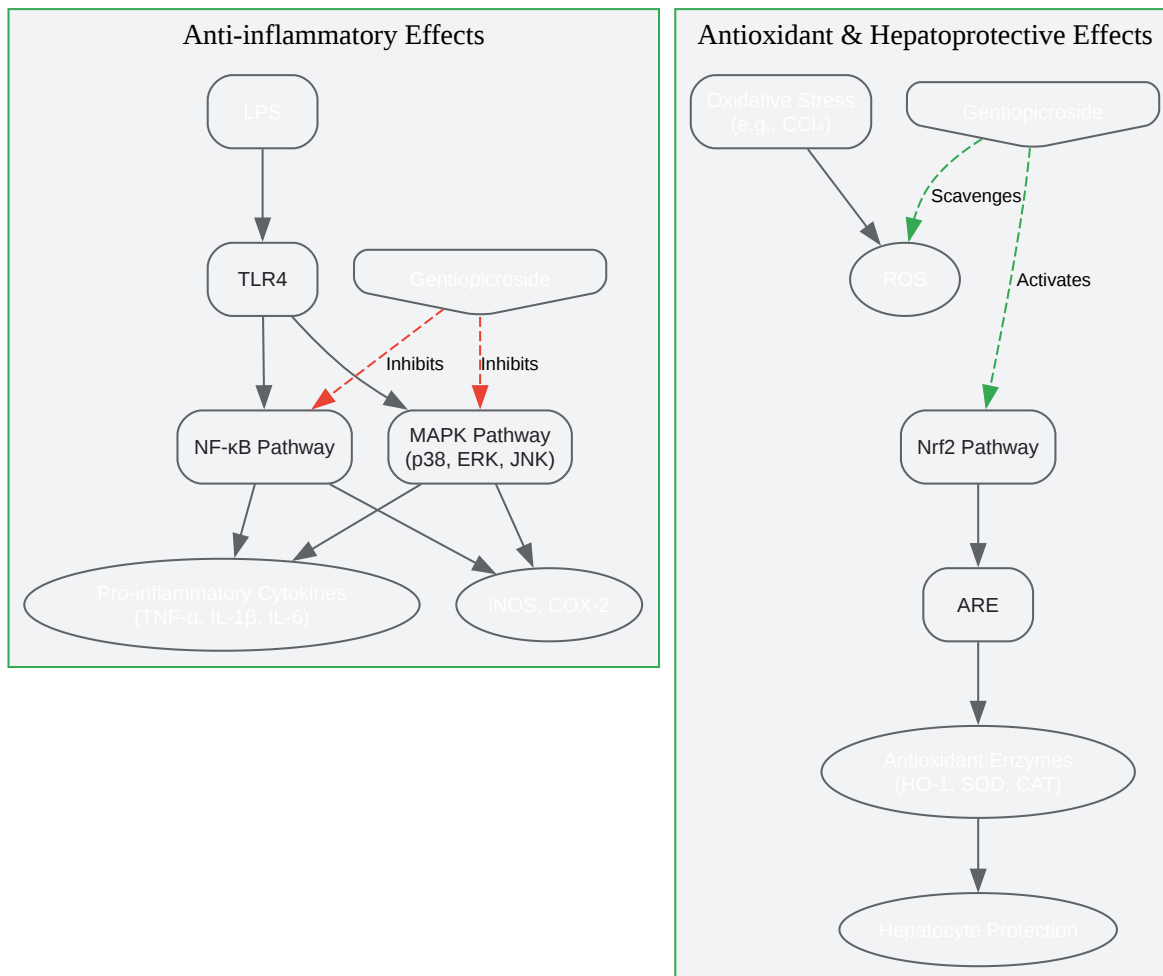 Anti-inflammatory Effects
LPS
TLR4
Gentiopicroside
Inhibits
Inhibits
NF-κB Pathway
MAPK Pathway
(p38, ERK, JNK)
Pro-inflammatory Cytokines
(TNF-α, IL-1β, IL-6)
iNOS, COX-2
Antioxidant & Hepatoprotective Effects
Oxidative Stress
(e.g., CCl₄)
Gentiopicroside
Scavenges
ROS
Activates
Nrf2 Pathway
ARE
Antioxidant Enzymes
(HO-1, SOD, CAT)
Hepatocyte Protection